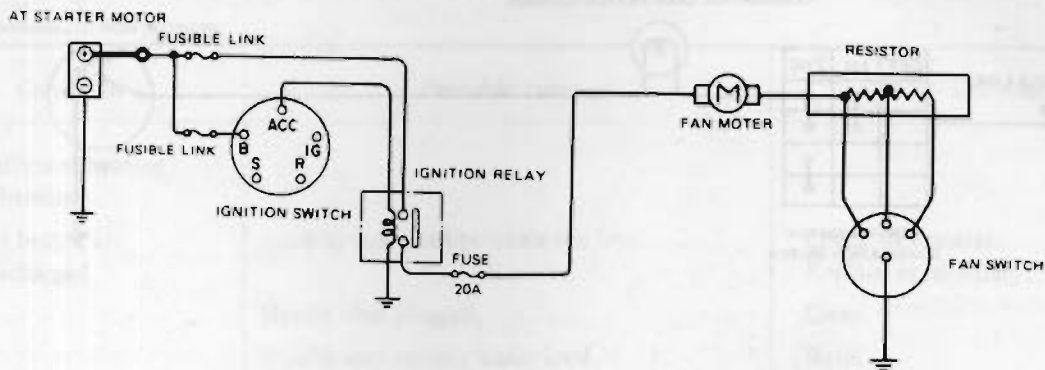 AT STARTER MOTOR
FUSIBLE LINK
RESISTOR
ACC
M
FUSIBLE LINK
B
IG
FAN MOTER
S
R
IGNITION RELAY
IGNITION SWITCH
FUSE
FAN SWITCH
20A